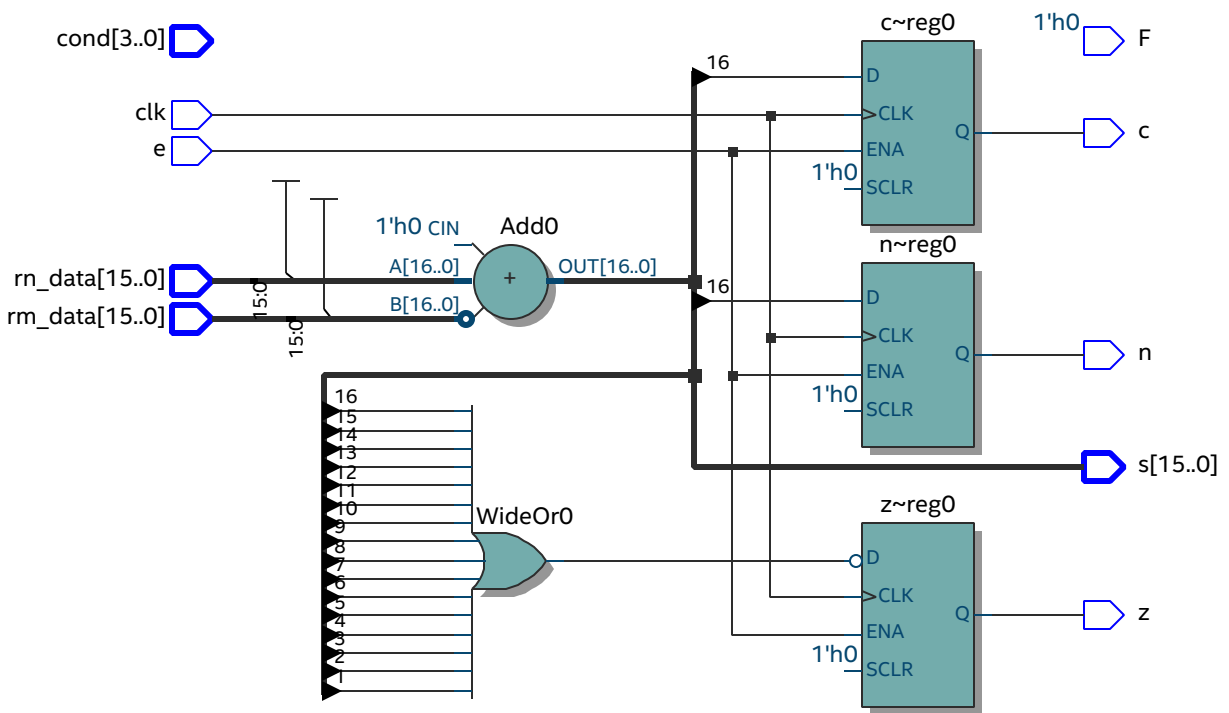 cond[3..0]
clk
e
rn_data[15..0]
rm_data[15..0]
15:0
15:0
1'h0 CIN
A[16..0]
B[16..0]
Add0
+
OUT[16..0]
16
15
14
13
12
11
10
9
8
7
6
5
4
3
2
1
WideOr0
16
c~reg0
D
CLK
ENA
1'h0
SCLR
Q
16
n~reg0
D
CLK
ENA
1'h0
SCLR
Q
z~reg0
D
CLK
ENA
1'h0
SCLR
Q
1'h0
F
c
n
s[15..0]
z